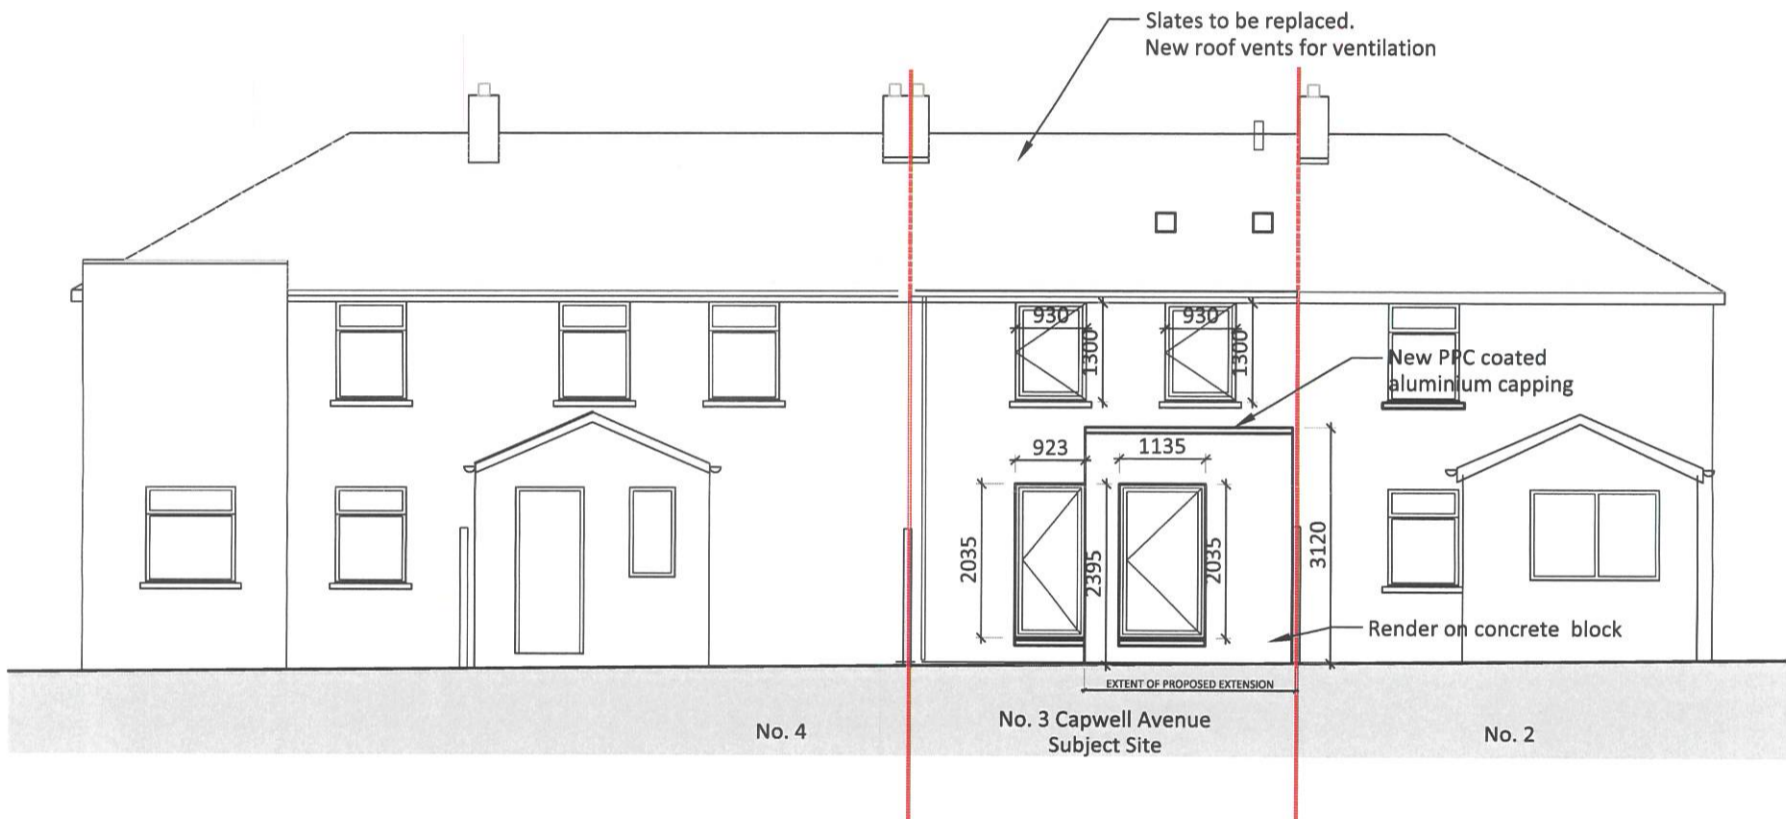 Slates to be replaced.
New roof vents for ventilation
930
1300
930
1300
New PPC coated
aluminium capping
923
1135
2035
2395
2035
3120
Render on concrete block
EXTENT OF PROPOSED EXTENSION
No. 4
No. 3 Capwell Avenue
Subject Site
No. 2